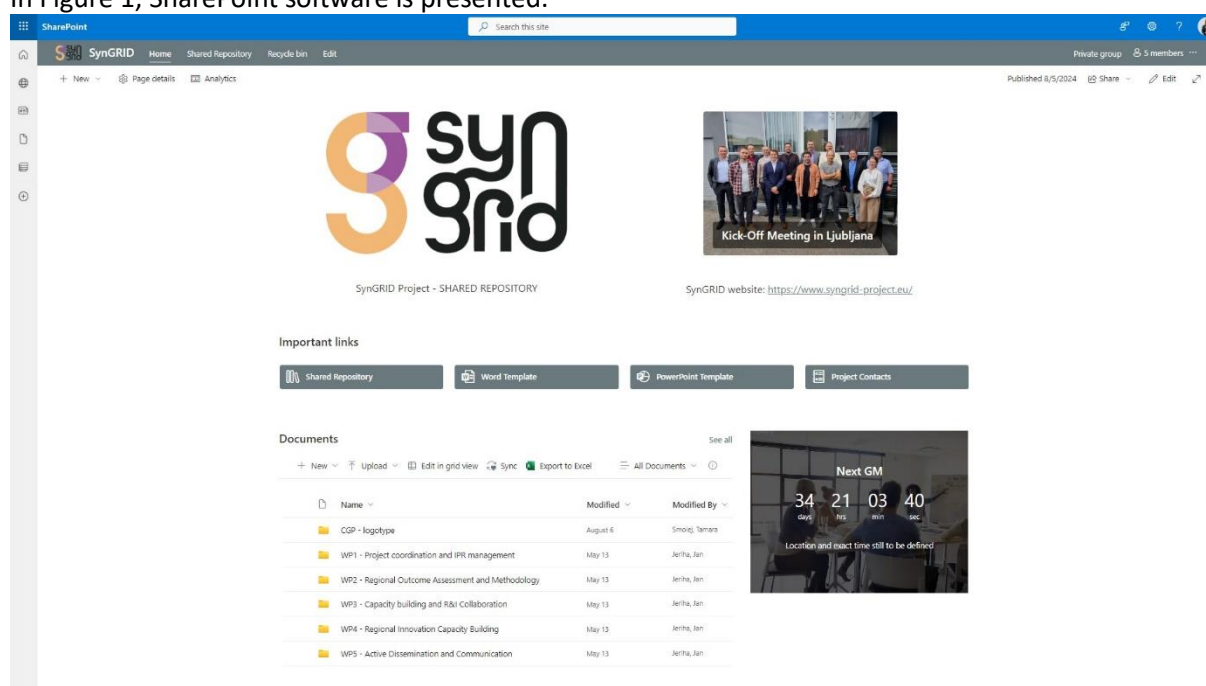 In Figure 1, SharePoint software is presented.
SharePoint
Search this site
SynGRID Home Shared Repository Recycle bin Edit
Private group 5 members
New Page details Analytics
Published 8/5/2024 Share Edit
syn
grid
Kick-Off Meeting in Ljubljana
SynGRID Project - SHARED REPOSITORY
SynGRID website: https://www.syngrid-project.eu/
Important links
Shared Repository Word Template PowerPoint Template Project Contacts
Documents See all
New Upload Edit in grid view Sync Export to Excel All Documents
Name Modified Modified By
CGP - logotype August 6 Smolej, Tamara
WP1 - Project coordination and IPR management May 13 Jeriha, Jan
WP2 - Regional Outcome Assessment and Methodology May 13 Jeriha, Jan
WP3 - Capacity building and R&I Collaboration May 13 Jeriha, Jan
WP4 - Regional Innovation Capacity Building May 13 Jeriha, Jan
WP5 - Active Dissemination and Communication May 13 Jeriha, Jan
Next GM
34 21 03 40
days hrs min sec
Location and exact time still to be defined